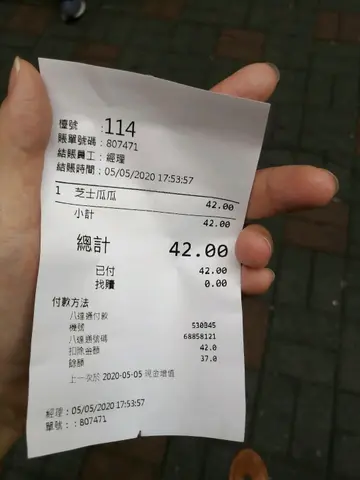 檯號 :114
賬單號碼 : 807471
結賬員工 : 經理
結賬時間 : 05/05/2020 17:53:57
1 芝士瓜瓜 42.00
小計 42.00
總計 42.00
已付 42.00
找贖 0.00
付款方法
八達通付款
機號 530345
八達通號碼 68858121
扣除金額 42.0
餘額 37.0
上一次於 2020-05-05 現金增值
經理 : 05/05/2020 17:53:57
單號 : : 807471